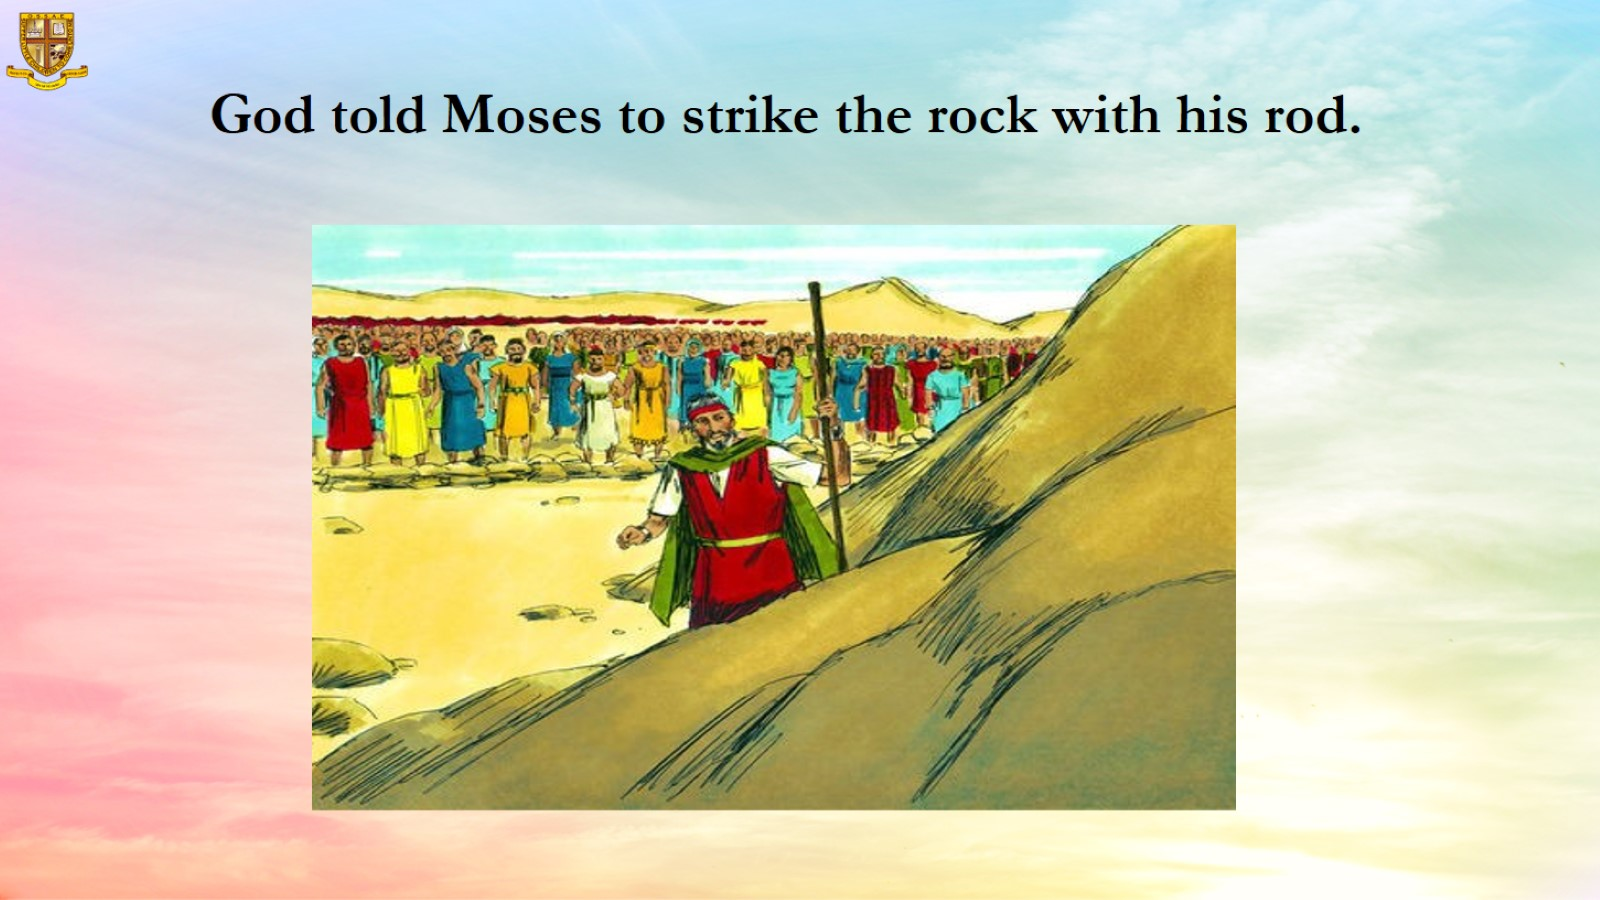 O S S A E
God told Moses to strike the rock with his rod.